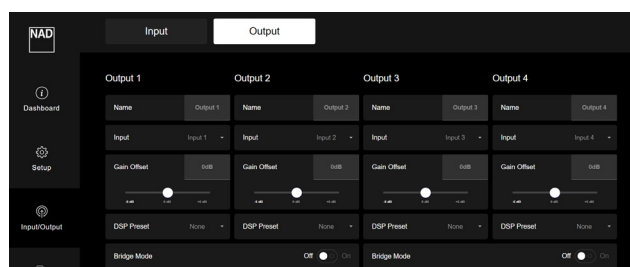 NAD
Input Output
Dashboard
Setup
Input/Output
Output 1 Output 2 Output 3 Output 4
Name Output 1 Name Output 2 Name Output 3 Name Output 4
Input Input 1 Input Input 2 Input Input 3 Input Input 4
Gain Offset 0dB Gain Offset 0dB Gain Offset 0dB Gain Offset 0dB
DSP Preset None DSP Preset None DSP Preset None DSP Preset None
Bridge Mode Off On Bridge Mode Off On